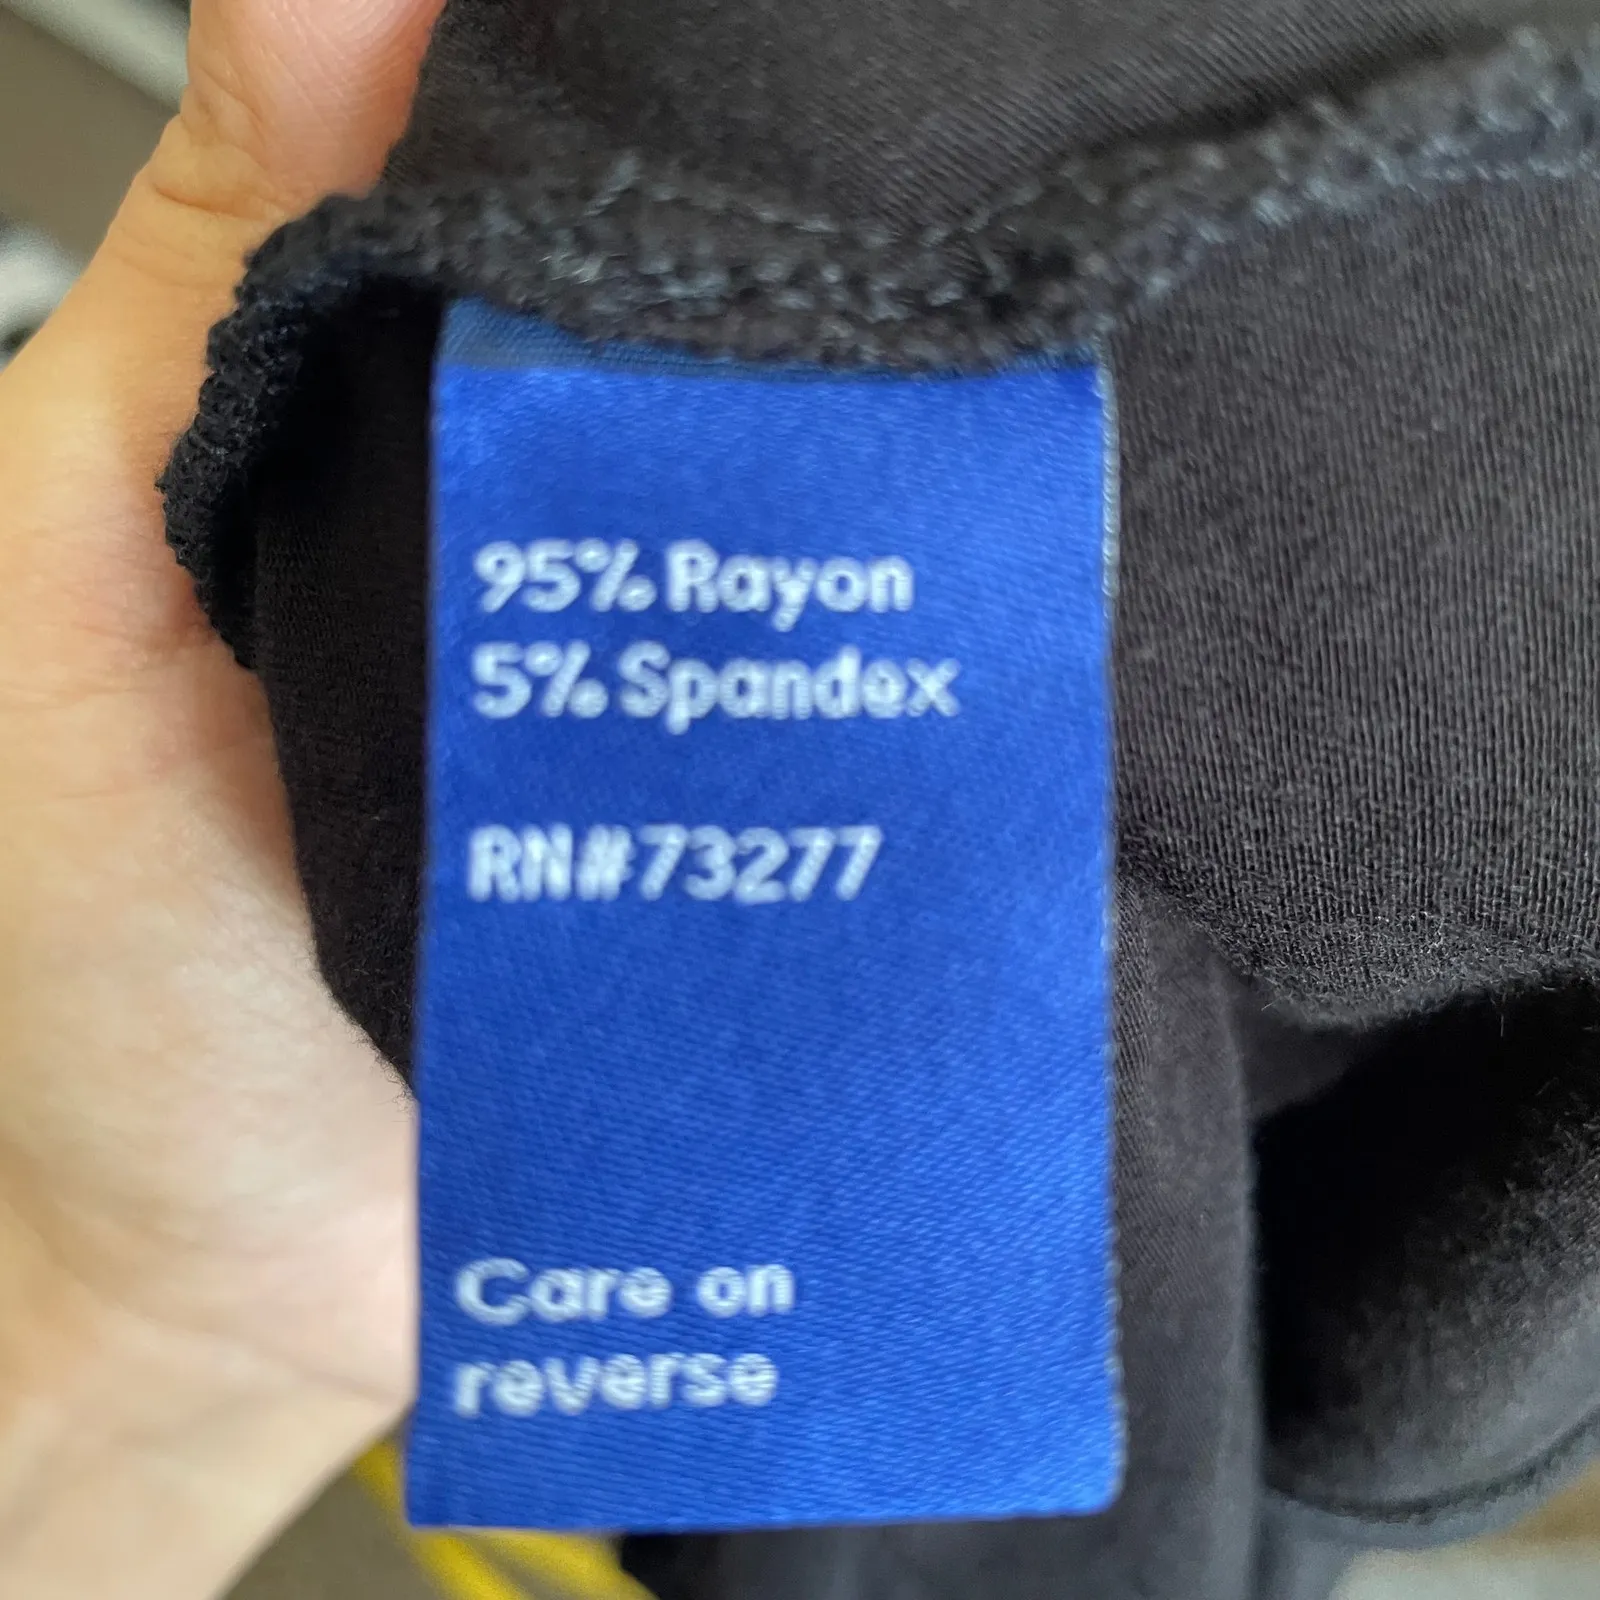 95% Rayon
5% Spandex
RN#73277
Care on
reverse